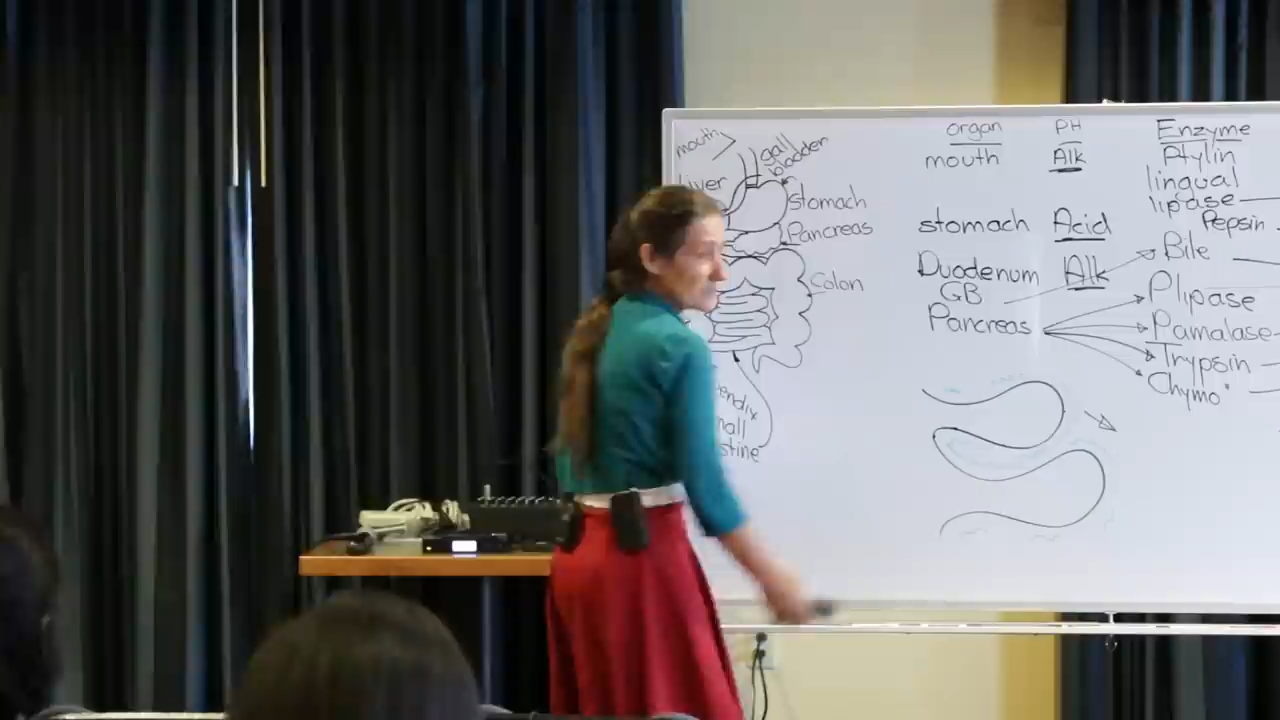 mouth
gall
bladder
Liver
stomach
Pancreas
Colon
endix
nall
stine
organ PH Enzyme
mouth Alk Ptylin
lingual
lipase
stomach Acid Pepsin
Duodenum Alk Bile
GB
Pancreas Plipase
Pamalase
Trypsin
Chymo"